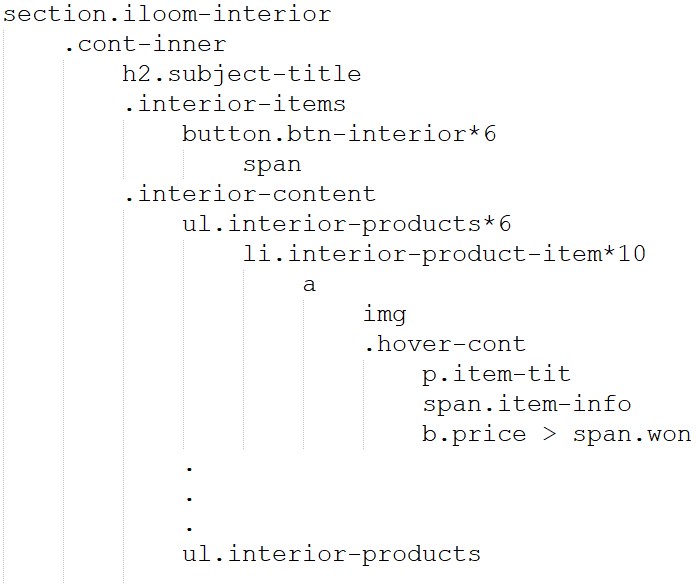 section.iloom-interior
.cont-inner
h2.subject-title
.interior-items
button.btn-interior*6
span
.interior-content
ul.interior-products*6
li.interior-product-item*10
a
img
.hover-cont
p.item-tit
span.item-info
b.price > span.won
.
.
.
ul.interior-products